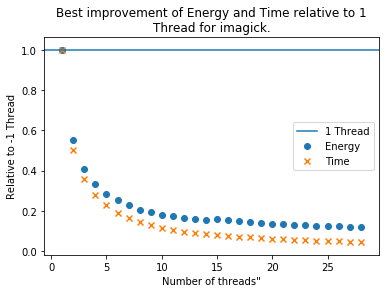 Best improvement of Energy and Time relative to 1
Thread for imagick.
1.0
0.8
0.6
0.4
0.2
0.0
Relative to -1 Thread
1 Thread
Energy
Time
0
5
10
15
20
25
Number of threads"